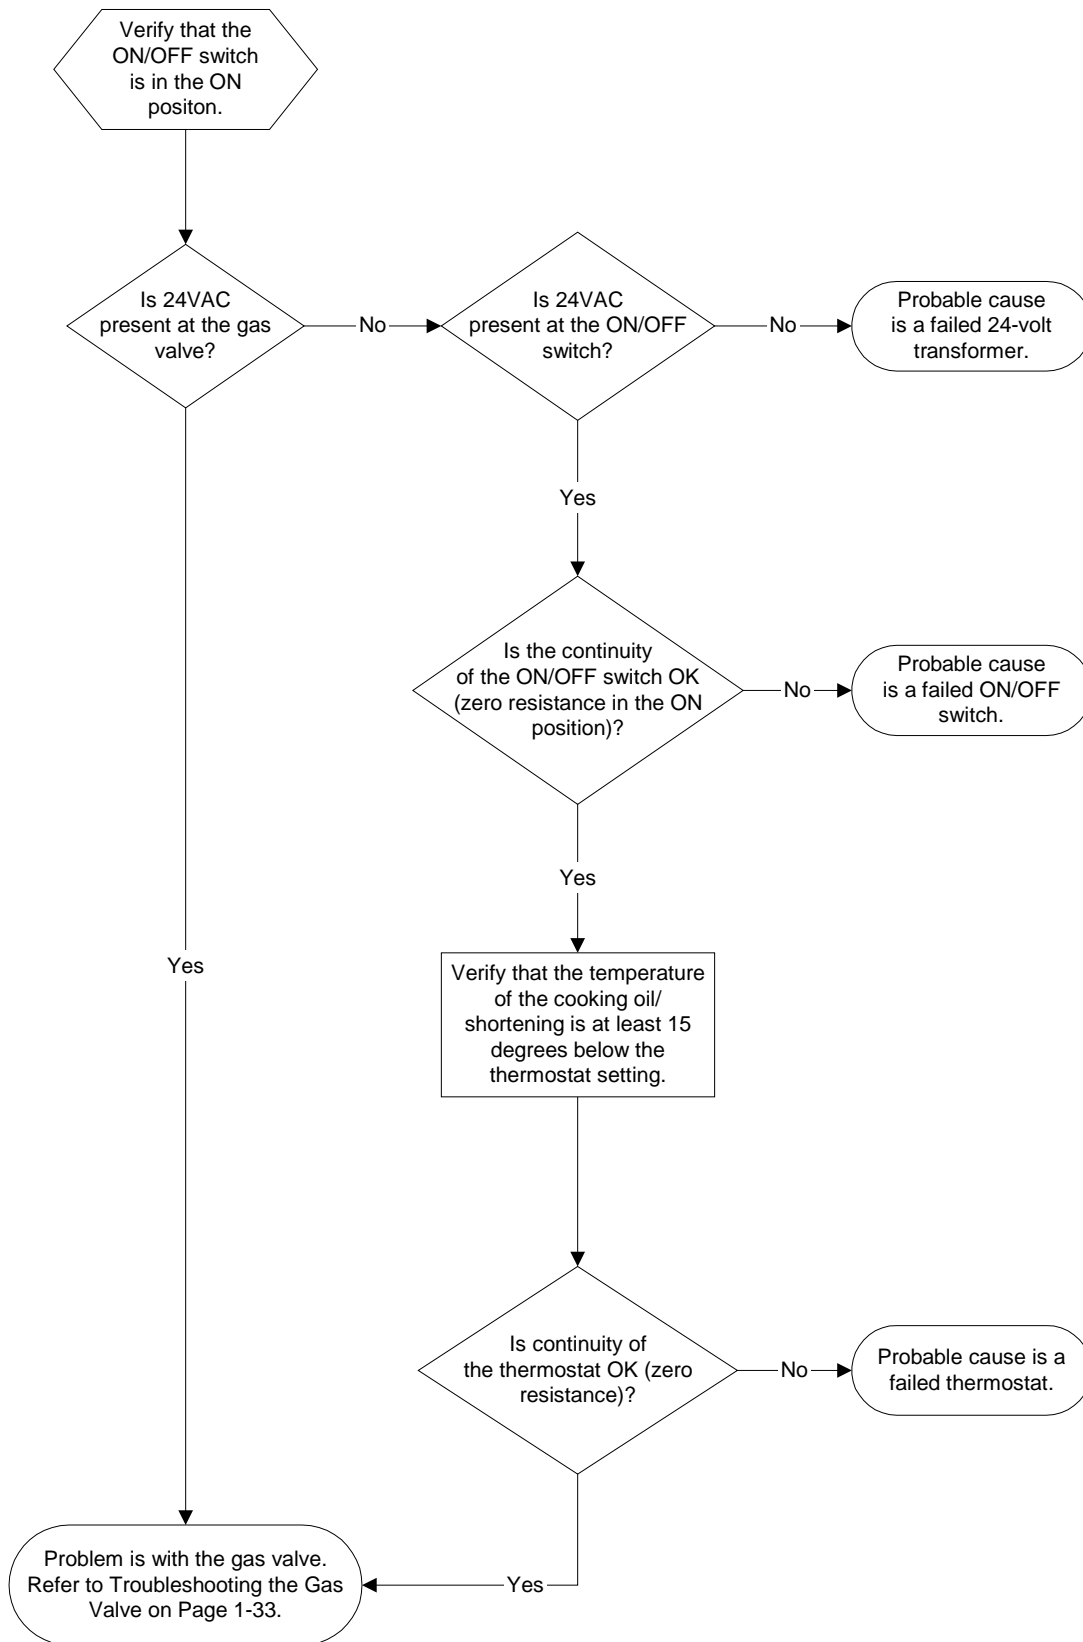 Verify that the
ON/OFF switch
is in the ON
positon.
Is 24VAC
present at the gas
valve?
No
Is 24VAC
present at the ON/OFF
switch?
No
Probable cause
is a failed 24-volt
transformer.
Yes
Is the continuity
of the ON/OFF switch OK
(zero resistance in the ON
position)?
No
Probable cause
is a failed ON/OFF
switch.
Yes
Verify that the temperature
of the cooking oil/
shortening is at least 15
degrees below the
thermostat setting.
Yes
Is continuity of
the thermostat OK (zero
resistance)?
No
Probable cause is a
failed thermostat.
Yes
Problem is with the gas valve.
Refer to Troubleshooting the Gas
Valve on Page 1-33.